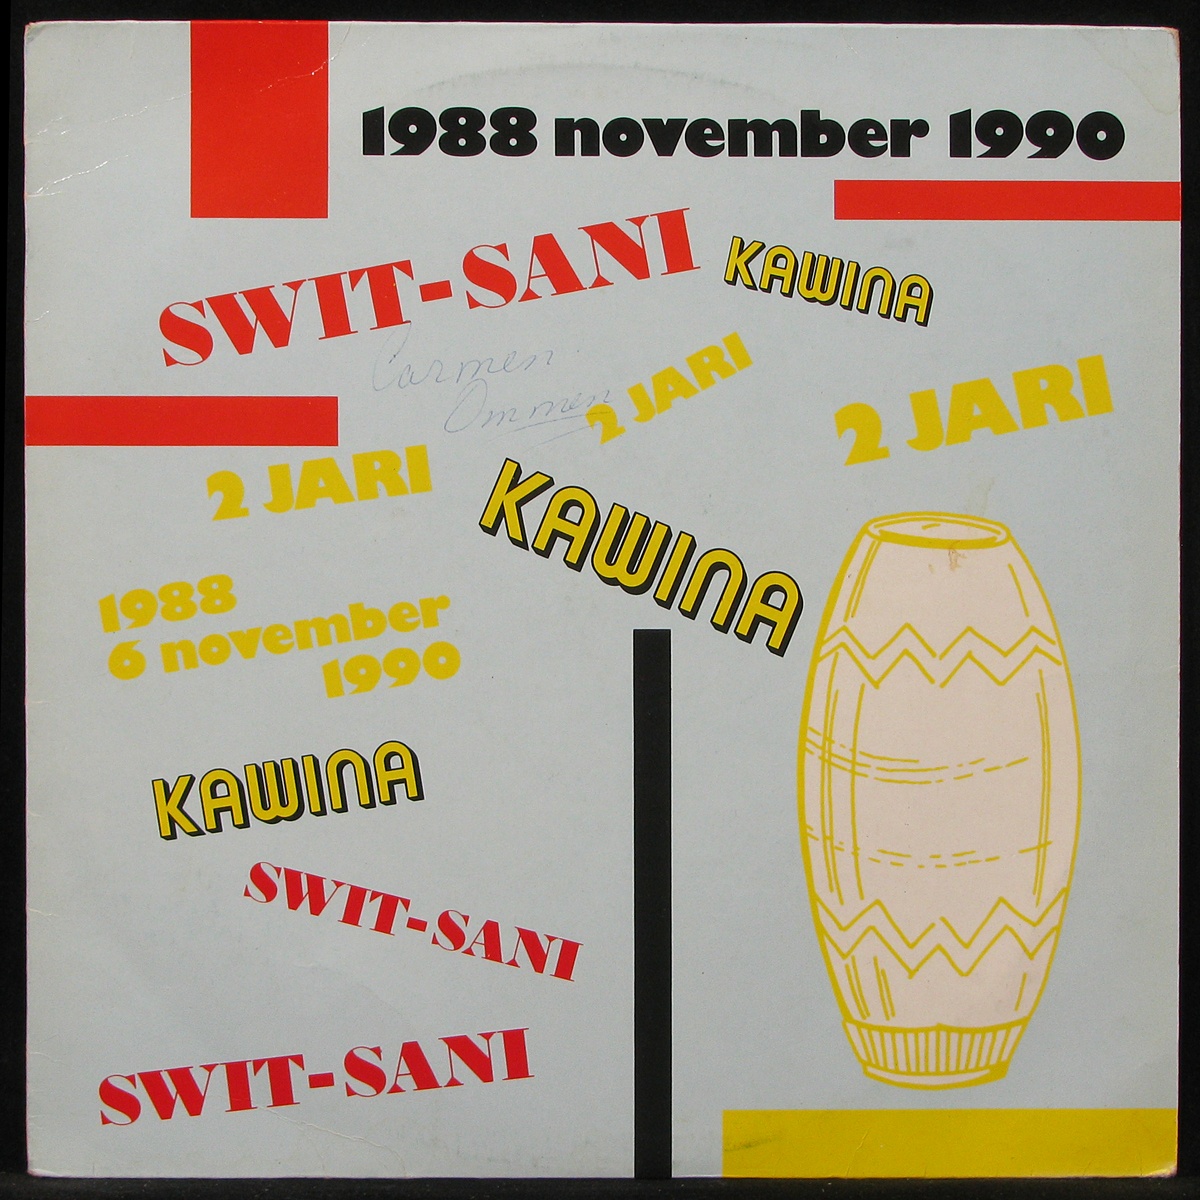 1988 november 1990
SWIT-SANI
KAWINA
Carmen
Ommen
2 JARI
2 JARI
2 JARI
KAWINA
1988
6 november
1990
KAWINA
SWIT-SANI
SWIT-SANI